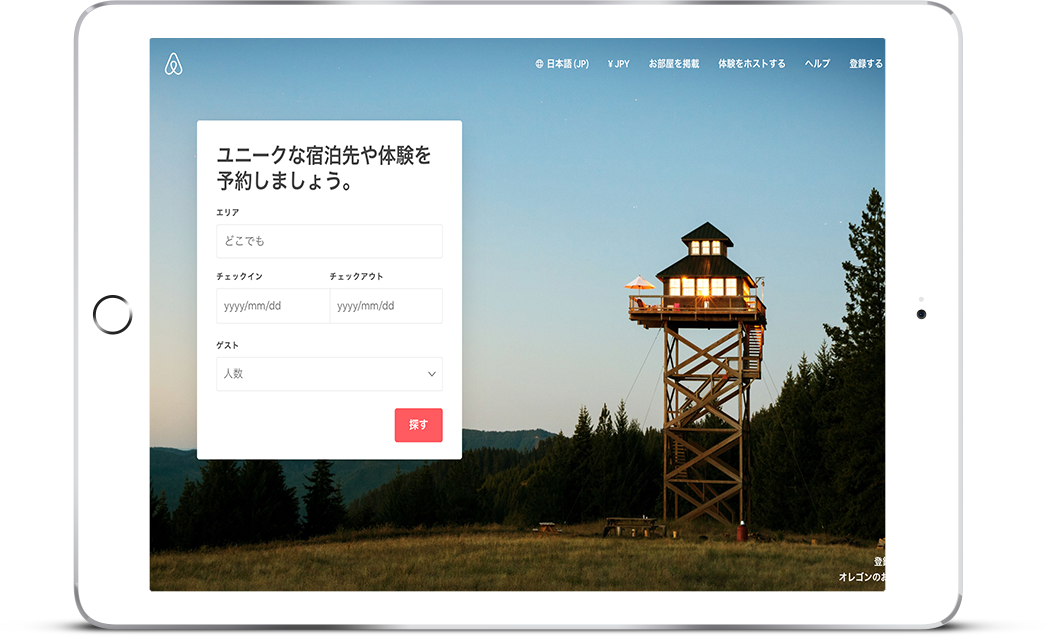 日本語 (JP) ¥ JPY お部屋を掲載 体験をホストする ヘルプ 登録する
ユニークな宿泊先や体験を
予約しましょう。
エリア
どこでも
チェックイン チェックアウト
yyyy/mm/dd yyyy/mm/dd
ゲスト
人数
探す
オレゴンのお